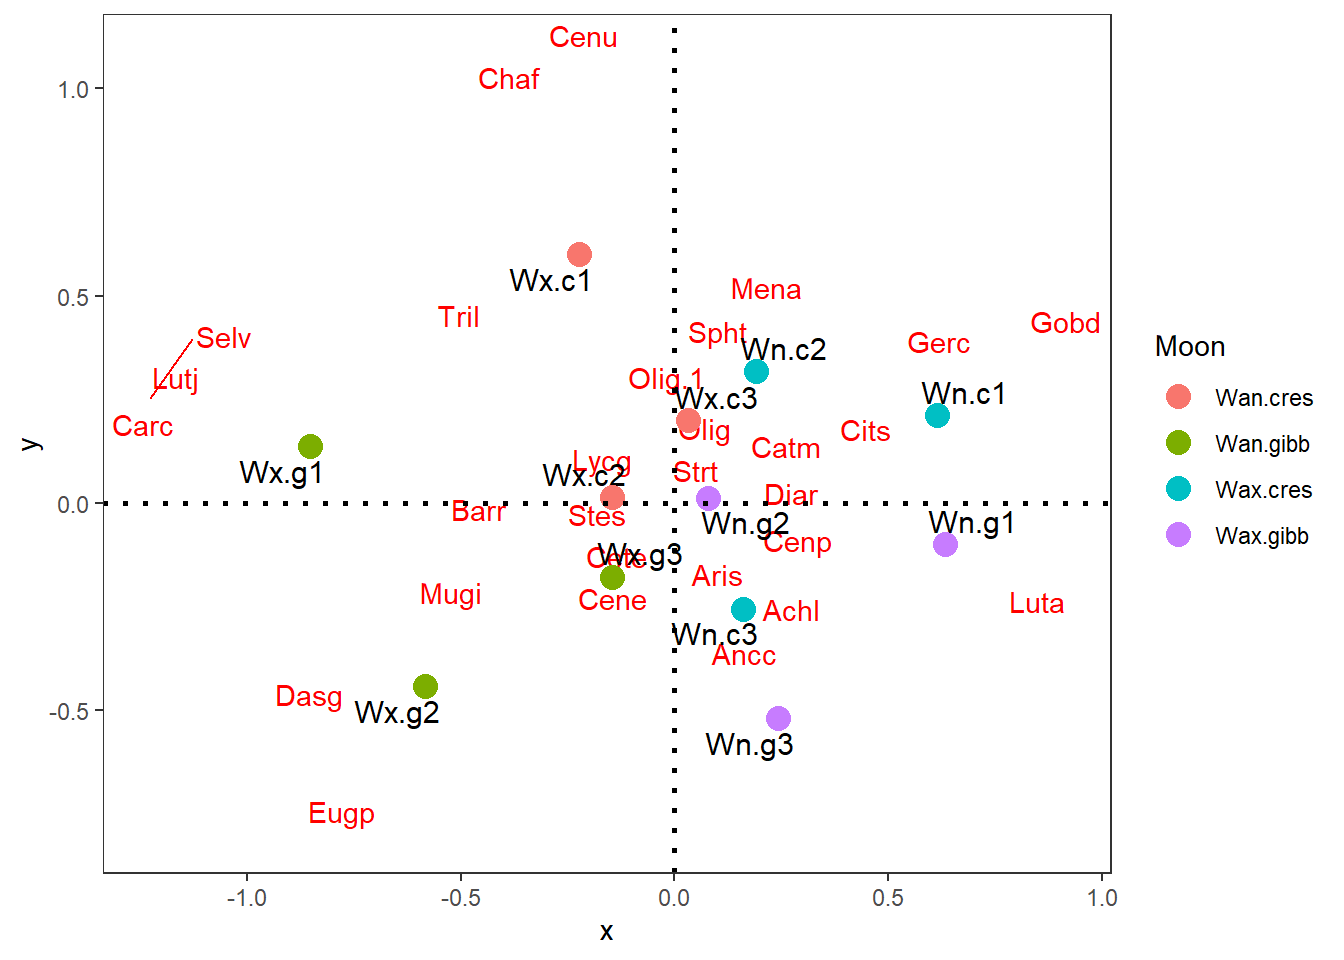 Cenu
Chaf
1.0
Wx.c1
Mena
0.5
Tril
Gobd
Spht
Selv
Gerc
Wn.c2
Lutj
Olig.1
Wn.c1
Wx.c3
Carc
Olig
Cits
Catm
Wx.g1
Lycg
Wx.c2
Strt
0.0
Diar
Barr
Stes
Wn.g2
Wn.g1
Cenp
Wx.g3
Cete
Aris
Mugi
Cene
Luta
Achl
Wn.c3
Ancc
Dasg
-0.5
Wx.g2
Wn.g3
Eugp
-1.0
-0.5
0.0
0.5
1.0
x
y
Moon
Wan.cres
Wan.gibb
Wax.cres
Wax.gibb